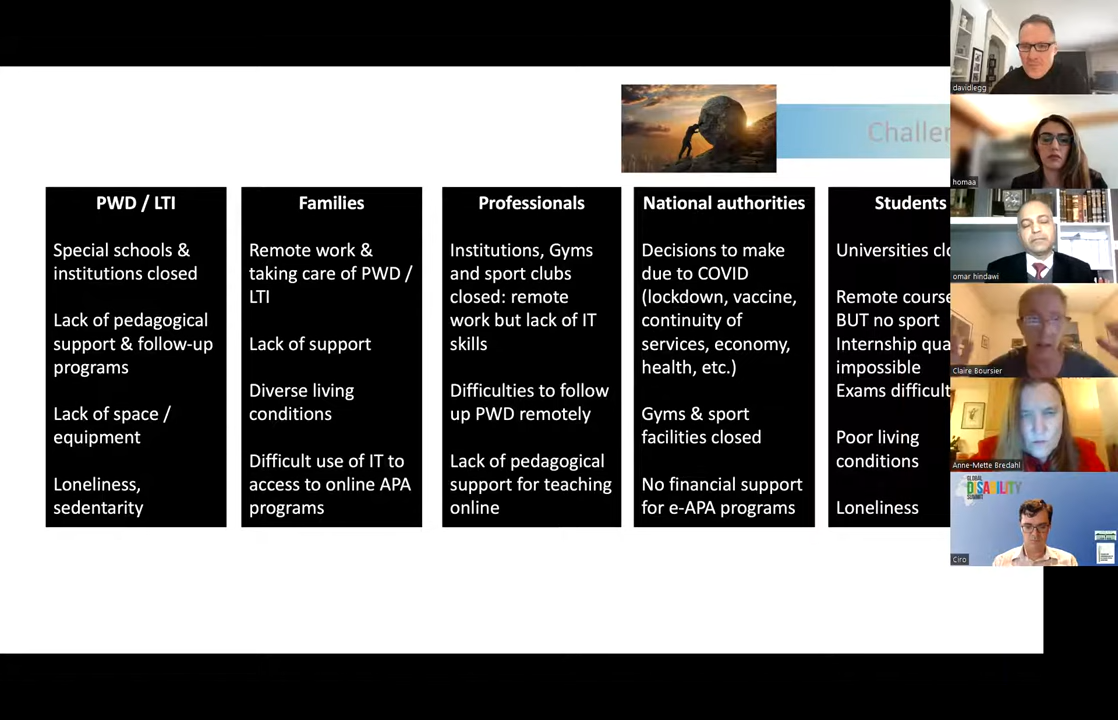 Challen
PWD / LTI
Special schools &
institutions closed
Lack of pedagogical
support & follow-up
programs
Lack of space /
equipment
Loneliness,
sedentarity
Families
Remote work &
taking care of PWD /
LTI
Lack of support
Diverse living
conditions
Difficult use of IT to
access to online APA
programs
Professionals
Institutions, Gyms
and sport clubs
closed: remote
work but lack of IT
skills
Difficulties to follow
up PWD remotely
Lack of pedagogical
support for teaching
online
National authorities
Decisions to make
due to COVID
(lockdown, vaccine,
continuity of
services, economy,
health, etc.)
Gyms & sport
facilities closed
No financial support
for e-APA programs
Students
Universities clo
Remote course
BUT no sport
Internship qua
impossible
Exams difficult
Poor living
conditions
Loneliness
davidlegg
homaa
omar hindawi
Claire Boursier
Anne-Mette Bredahl
GLOBAL
DISABILITY
SUMMIT
Ciro